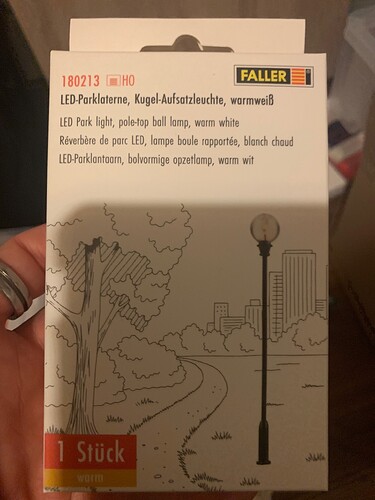 180213 H0
FALLER
LED-Parklaterne, Kugel-Aufsatzleuchte, warmweiß
LED Park light, pole-top ball lamp, warm white
Réverbère de parc LED, lampe boule rapportée, blanch chaud
LED-Parklantaarn, bolvormige opzetlamp, warm wit
1 Stück
warm